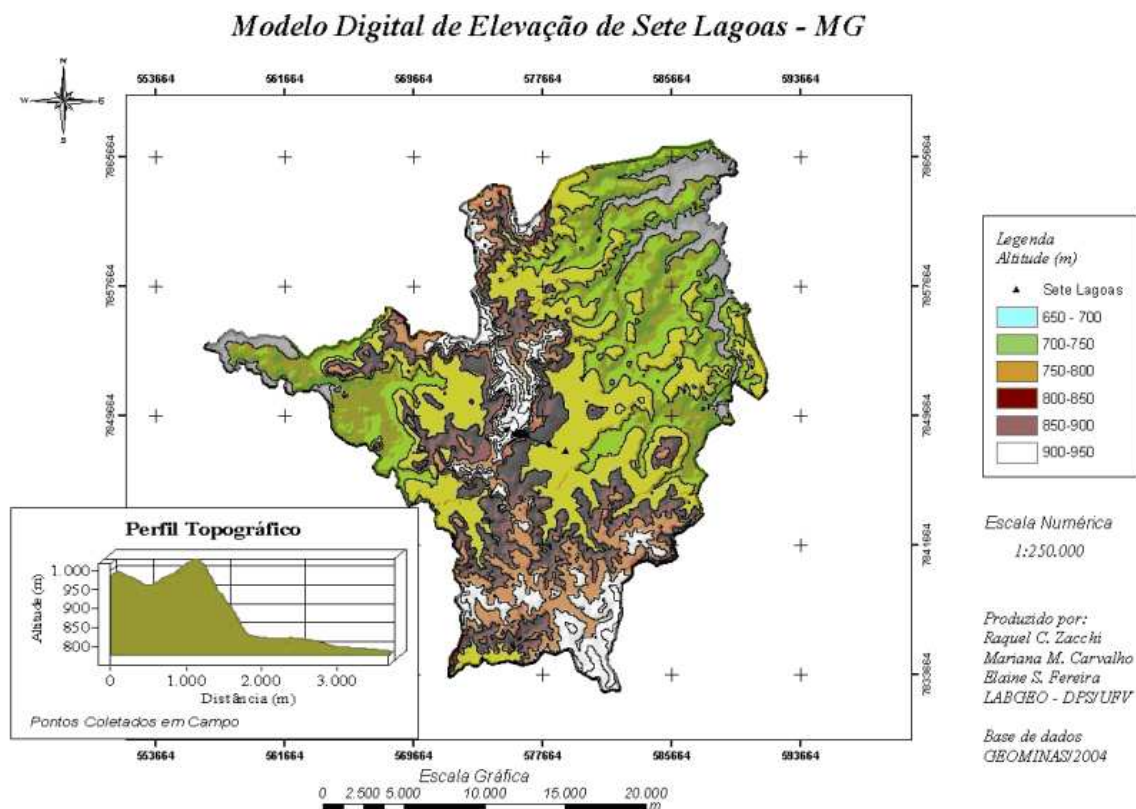 Modelo Digital de Elevação de Sete Lagoas - MG
N
W E
S
553664 561664 569664 577664 585664 593664
7865664 7865664
7857664 7857664
7849664 7849664
7841664 7841664
7833664 7833664
553664 561664 569664 577664 585664 593664
Legenda
Altitude (m)
Sete Lagoas
650 - 700
700-750
750-800
800-850
850-900
900-950
Perfil Topográfico
Altitude (m)
1.000
950
900
850
800
0 1.000 2.000 3.000
Distância (m)
Pontos Coletados em Campo
Escala Numérica
1:250.000
Produzido por:
Raquel C. Zacchi
Mariana M. Carvalho
Elaine S. Fereira
LABGEO - DPS/UFV
Base de dados
GEOMINAS/2004
Escala Gráfica
0 2.500 5.000 10.000 15.000 20.000
m